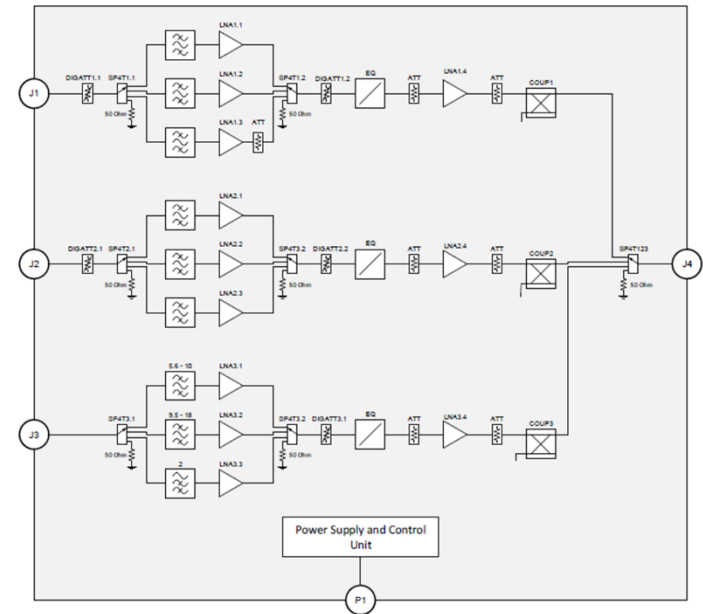 LNA1.1
DIGATT1.1 SP4T1.1 LNA1.2 SP4T1.2 DIGATT1.2 EQ ATT LNA1.4 ATT COUP1
J1
50 Ohm LNA1.3 ATT 50 Ohm
LNA2.1
DIGATT2.1 SP4T2.1 LNA2.2 SP4T3.2 DIGATT2.2 EQ ATT LNA2.4 ATT COUP2 SP4T123
J2 J4
50 Ohm LNA2.3 50 Ohm 50 Ohm
5.6 - 10 LNA3.1
SP4T3.1 9.5 - 18 LNA3.2 SP4T3.2 DIGATT3.1 EQ ATT LNA3.4 ATT COUP3
J3
50 Ohm 2 LNA3.3 50 Ohm
Power Supply and Control
Unit
P1